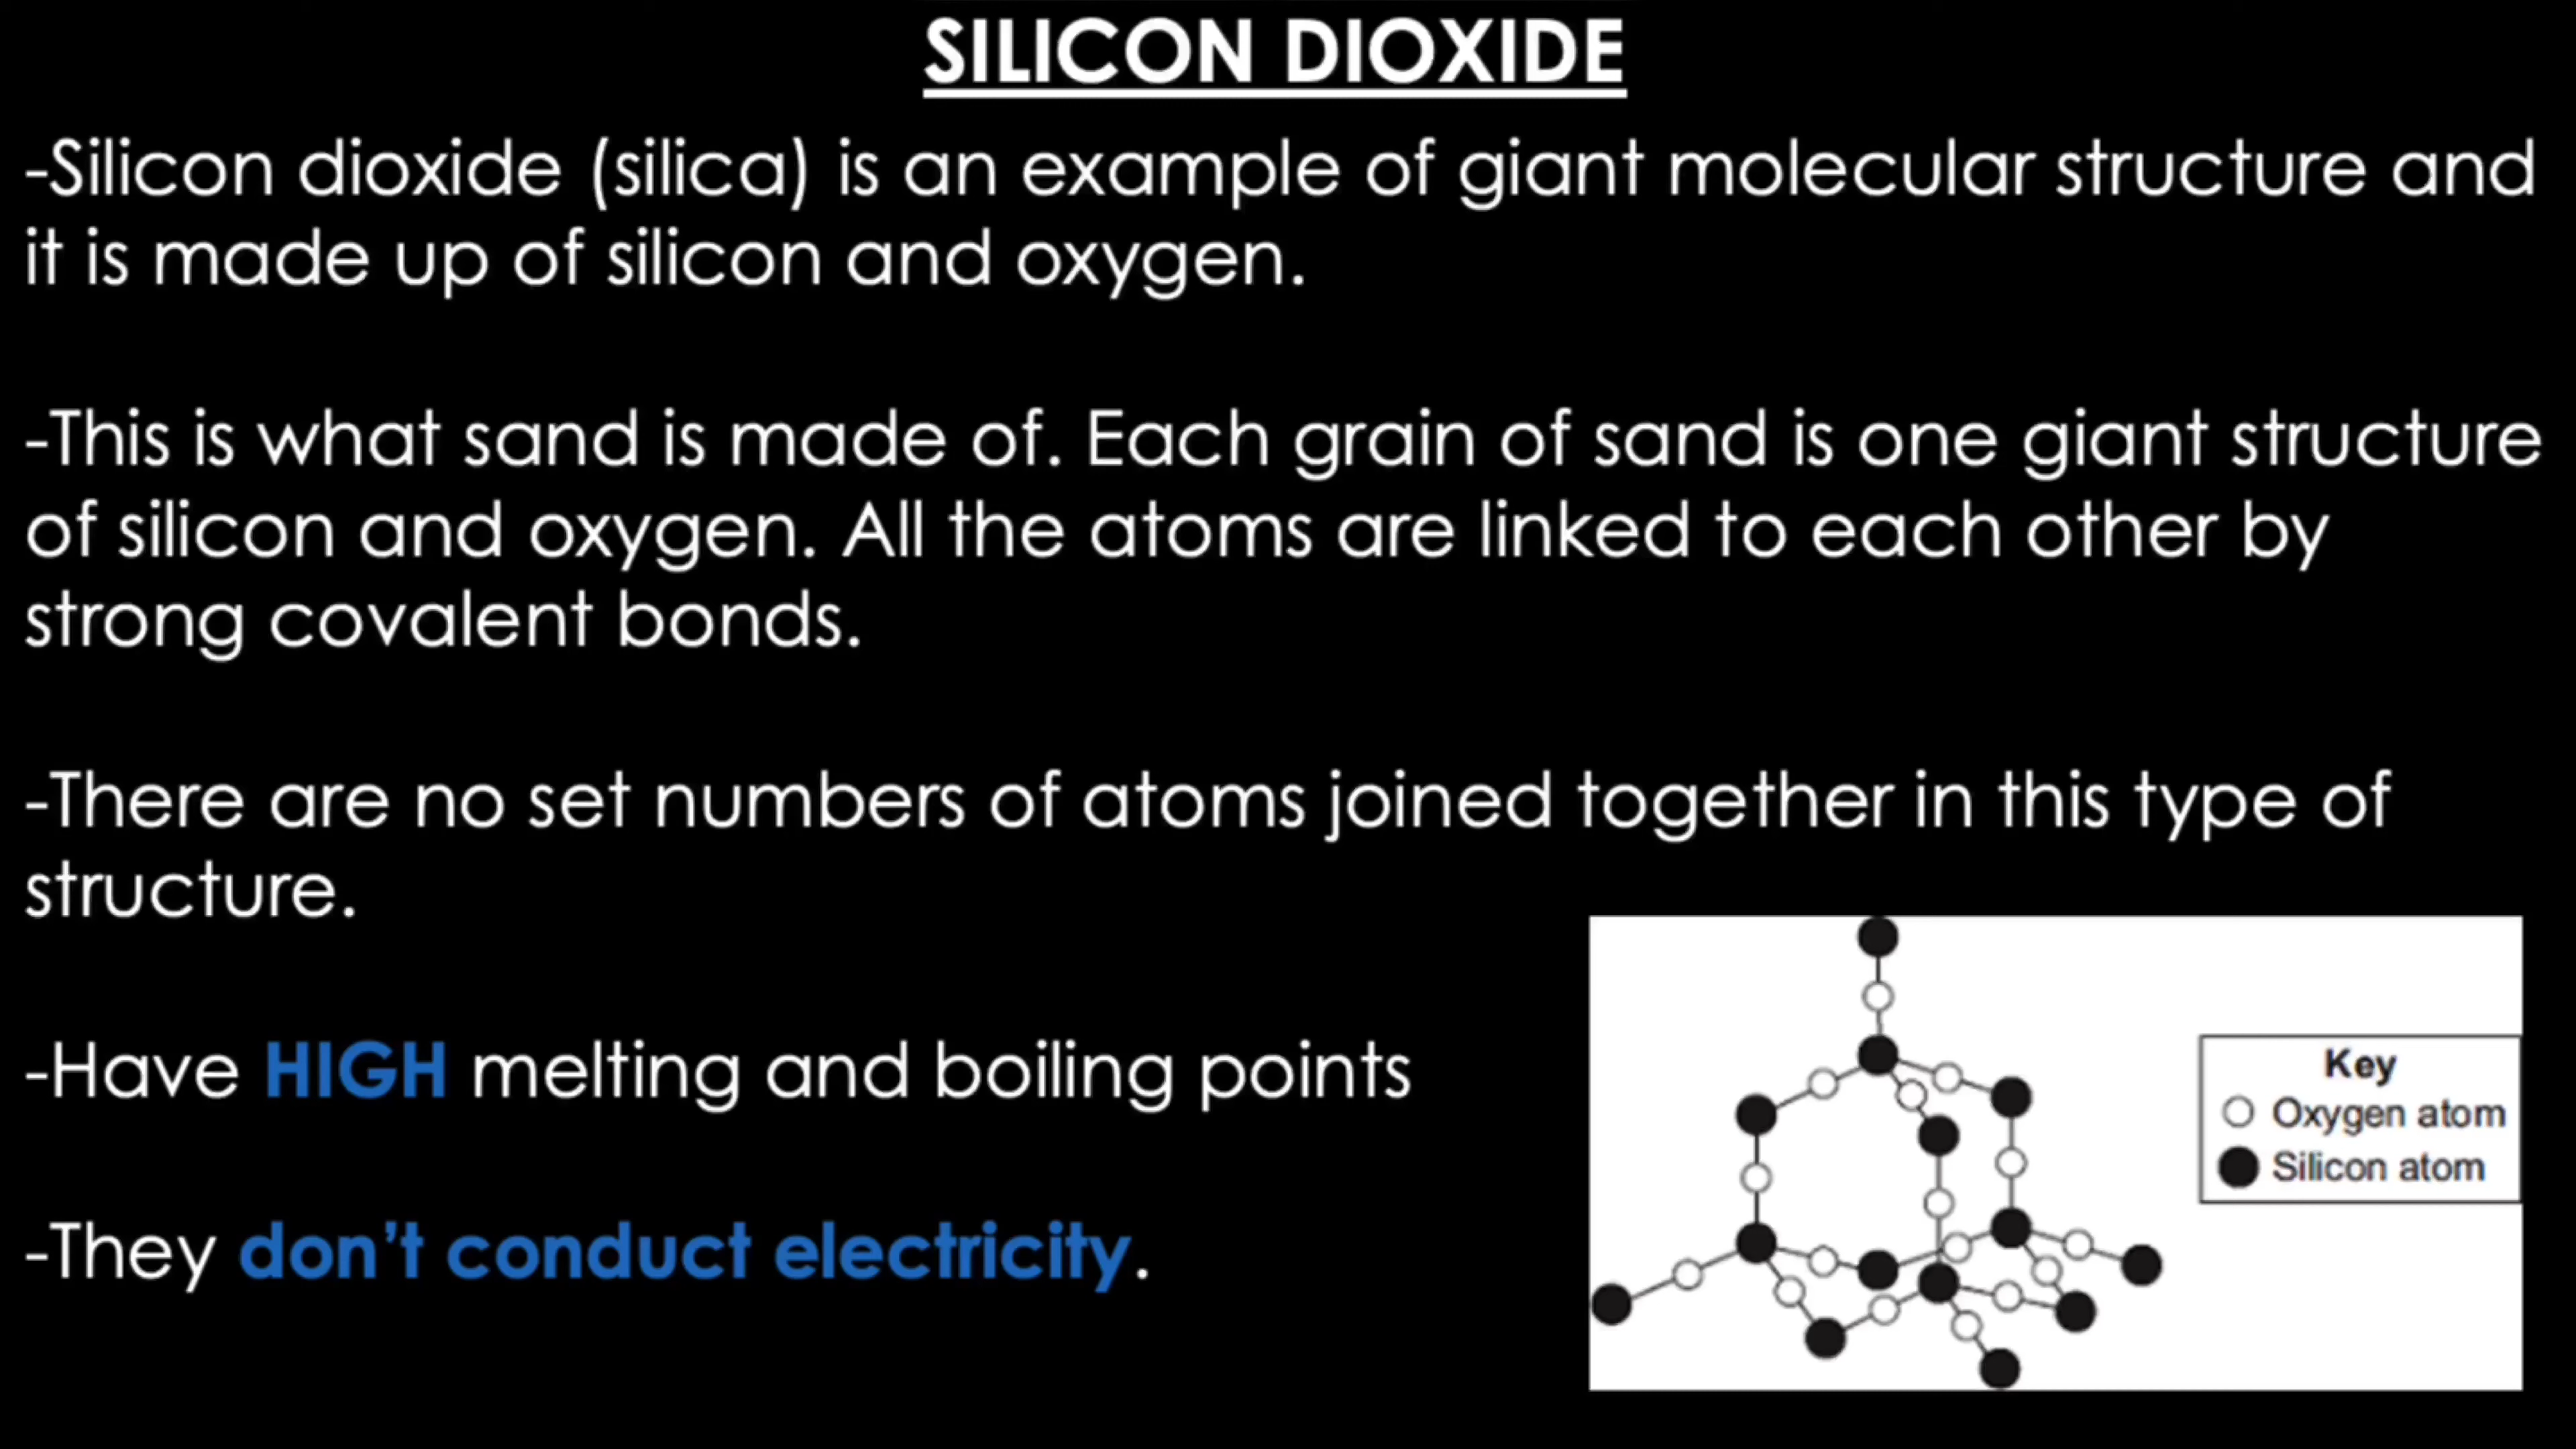 SILICON DIOXIDE
-Silicon dioxide (silica) is an example of giant molecular structure and
it is made up of silicon and oxygen.
-This is what sand is made of. Each grain of sand is one giant structure
of silicon and oxygen. All the atoms are linked to each other by
strong covalent bonds.
-There are no set numbers of atoms joined together in this type of
structure.
-Have HIGH melting and boiling points
-They don't conduct electricity.
Key
Oxygen atom
Silicon atom